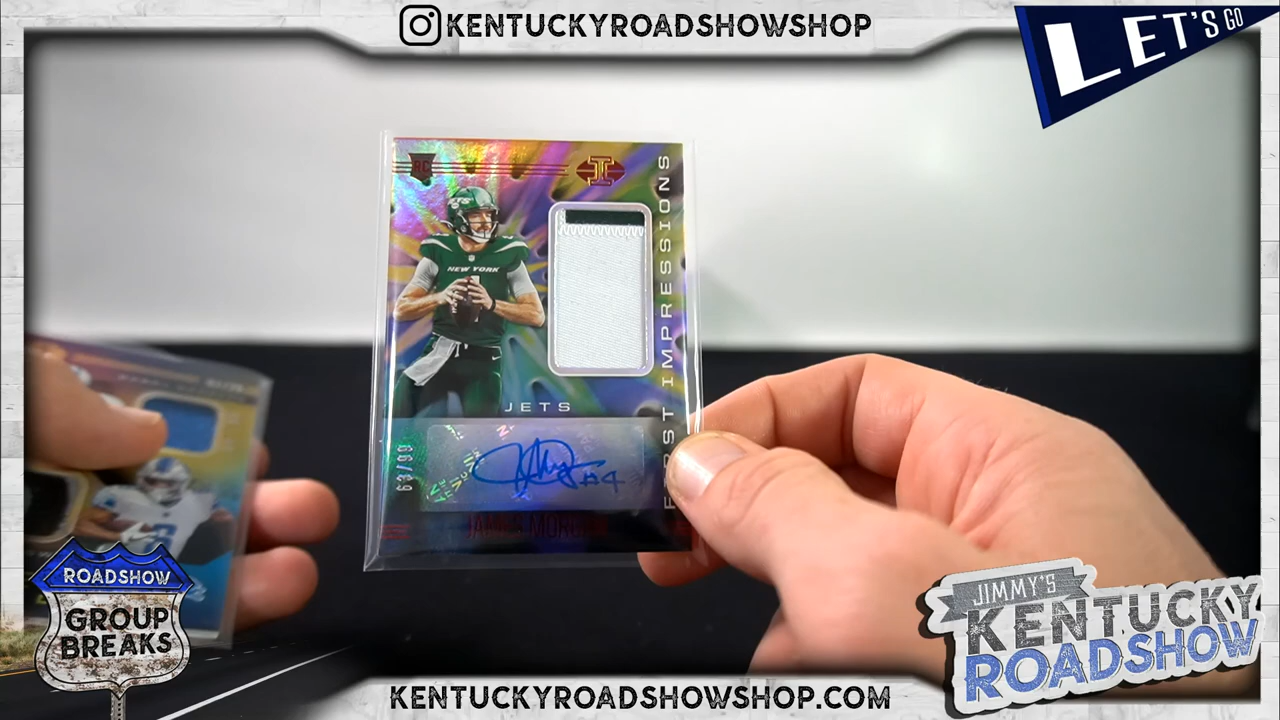 KENTUCKYROADSHOWSHOP
LET'S GO
RC
FIRST IMPRESSIONS
NEW YORK
JETS
63/99
#4
ROADSHOW
GROUP
BREAKS
JIMMY'S
KENTUCKY
ROADSHOW
KENTUCKYROADSHOWSHOP.COM